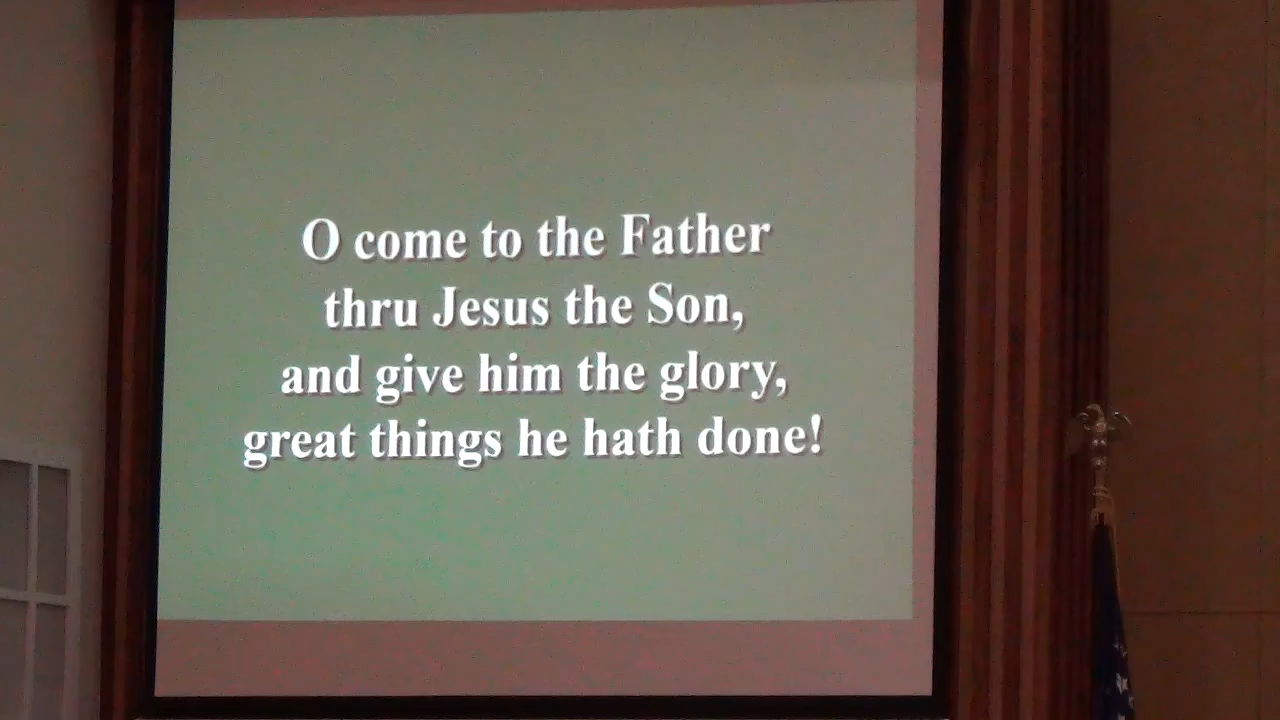 O come to the Father
thru Jesus the Son,
and give him the glory,
great things he hath done!